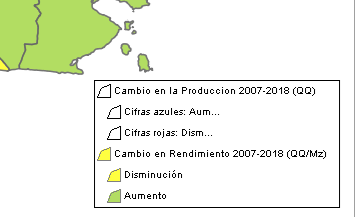 Cambio en la Produccion 2007-2018 (QQ)
Cifras azules: Aum...
Cifras rojas: Dism...
Cambio en Rendimiento 2007-2018 (QQ/Mz)
Disminución
Aumento